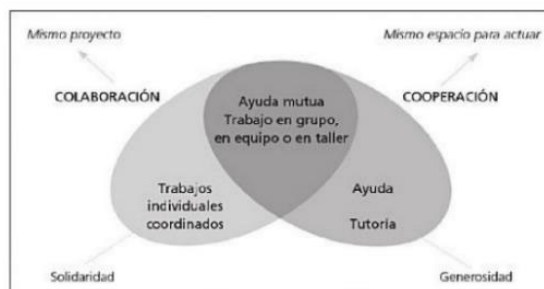 Mismo proyecto
Mismo espacio para actuar
COLABORACIÓN
COOPERACIÓN
Ayuda mutua
Trabajo en grupo,
en equipo o en taller
Trabajos
individuales
coordinados
Ayuda
Tutoría
Solidaridad
Generosidad